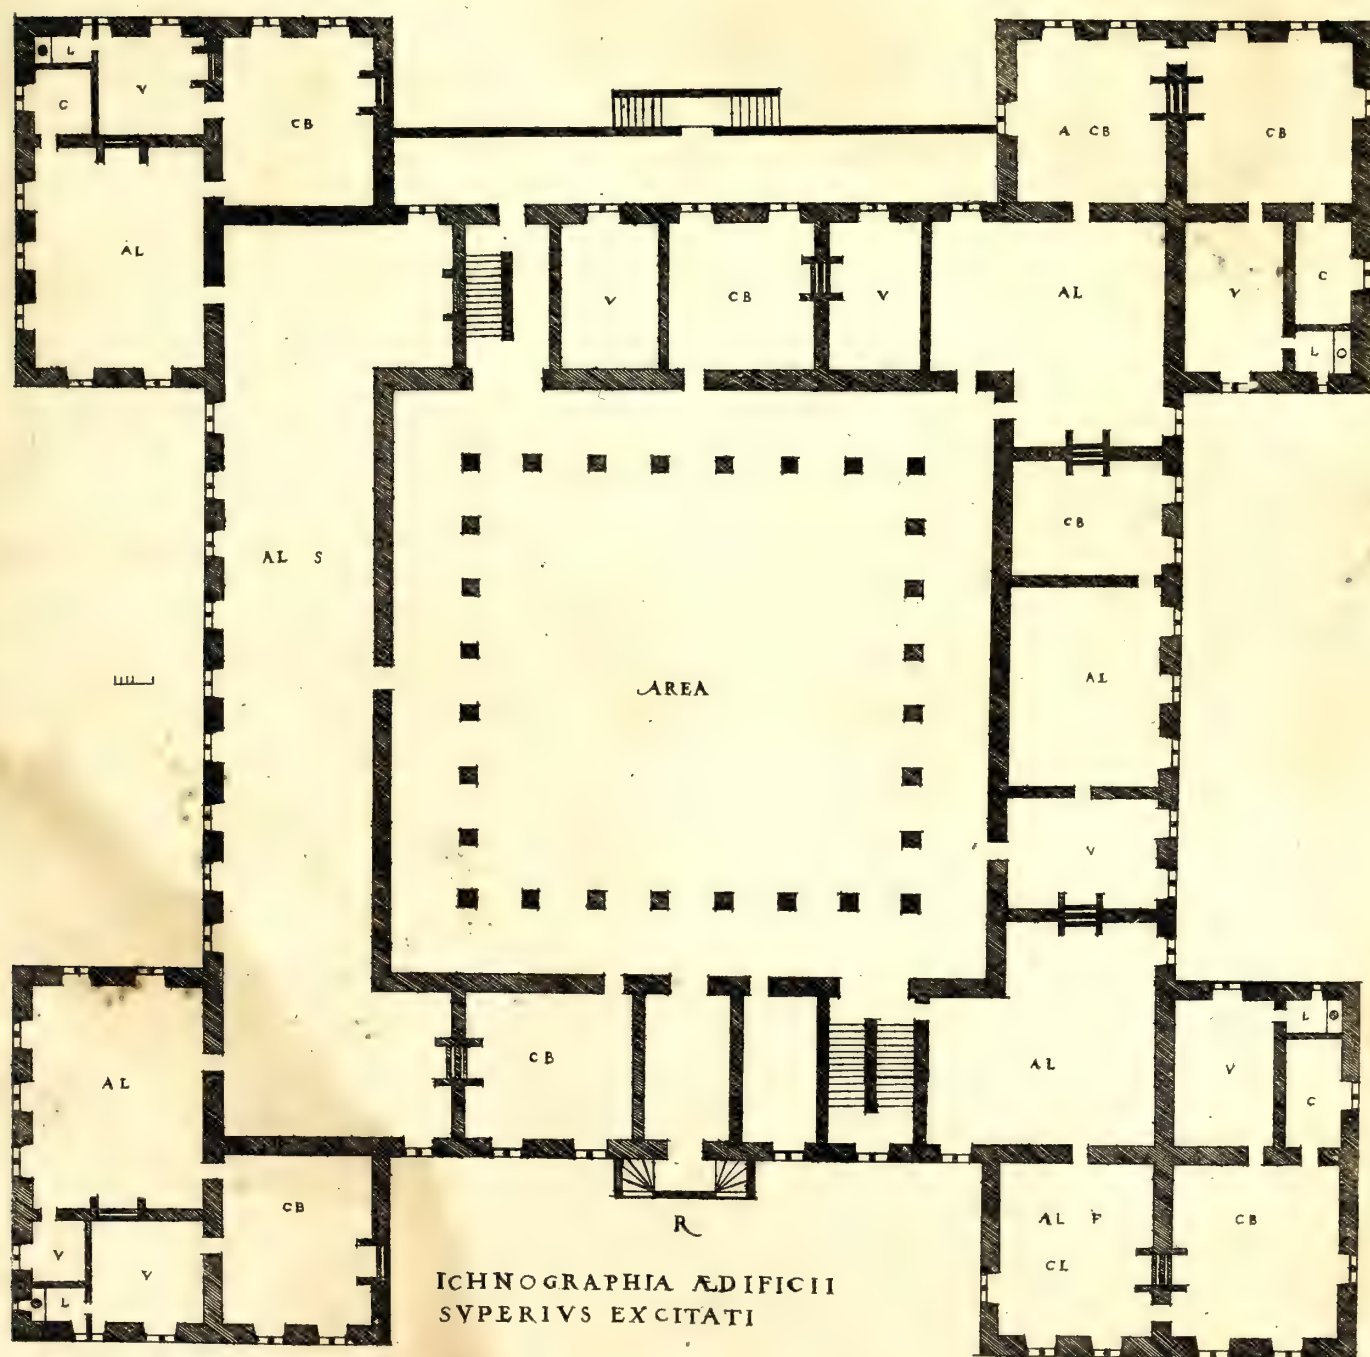 L
V
C
CB
AL
A CB
CB
V
CB
V
AL
V
C
L
CB
AL S
AL
AREA
V
AL
CB
AL
L
V
C
CB
V
V
L
AL F
CL
CB
R
ICHNOGRAPHIA ÆDIFICII
SVPERIVS EXCITATI